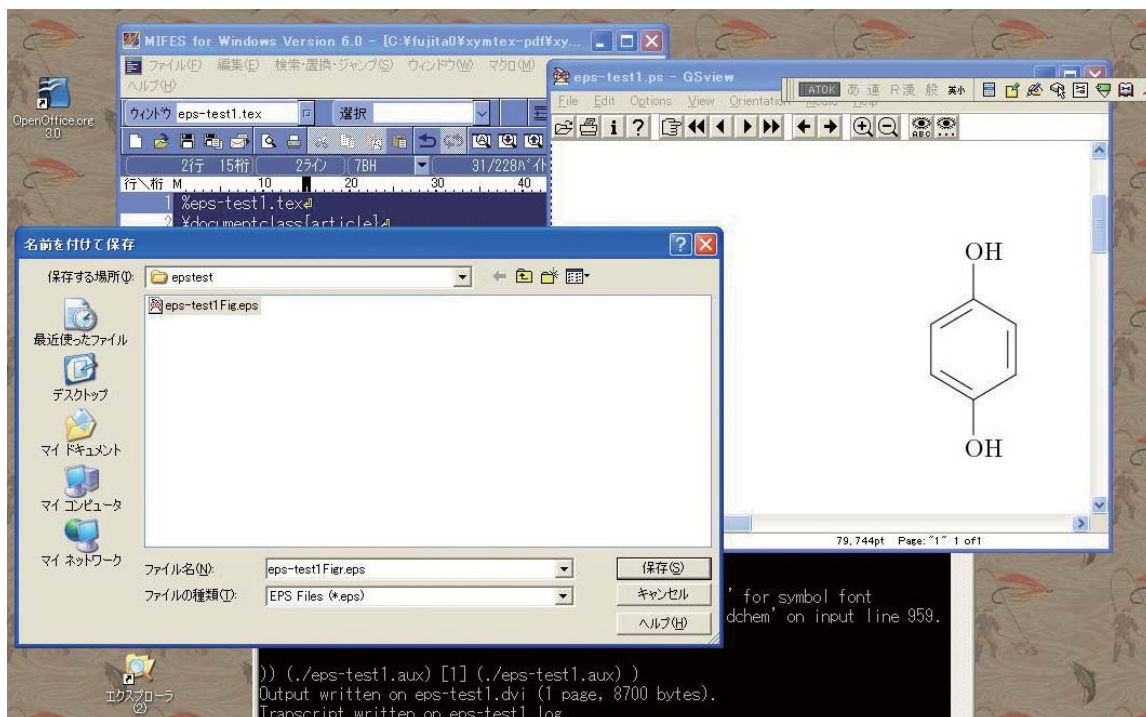 MIFES for Windows Version 6.0 - [C:¥fujita0¥xymtex-pdf¥xy...
ファイル(F) 編集(E) 検索・置換・ジャンプ(S) ウィンドウ(W) マクロ(M)
ヘルプ(H)
ウィンドウ eps-test1.tex 選択
2行 15桁 2ライン 7BH 31/228バイト
行\桁 M 10 20 30 40
1 %eps-test1.tex
2 ¥documentclass{article}
OpenOffice.org
3.0
eps-test1.ps - GSview
File Edit Options View Orientation Media Help
ATOK あ 連 R漢 般 英小
OH
OH
79,744pt Page: "1" 1 of1
名前を付けて保存
保存する場所(I): epstest
eps-test1Fig.eps
最近使ったファイル
デスクトップ
マイ ドキュメント
マイ コンピュータ
マイ ネットワーク
ファイル名(N): eps-test1Figr.eps 保存(S)
ファイルの種類(T): EPS Files (*.eps) キャンセル
ヘルプ(H)
' for symbol font
dchem' on input line 959.
)) (./eps-test1.aux) [1] (./eps-test1.aux) )
Output written on eps-test1.dvi (1 page, 8700 bytes).
Transcript written on eps-test1.log
エクスプローラ
(2)